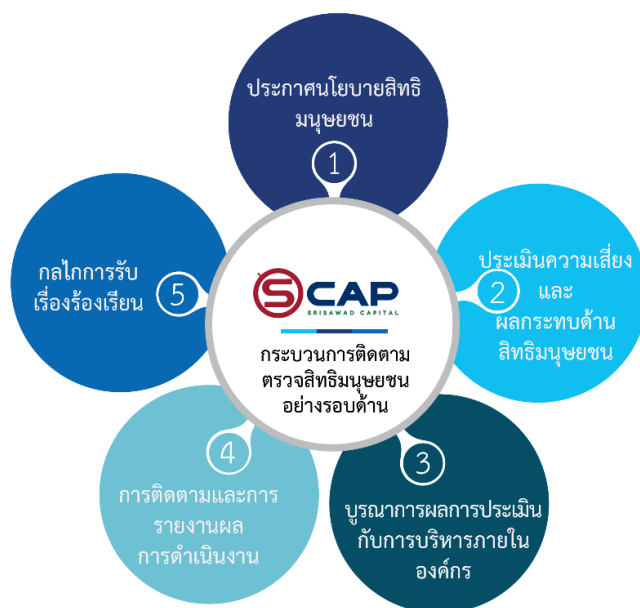 ประกาศนโยบายสิทธิ
มนุษยชน
1
ประเมินความเสี่ยง
2
และ
ผลกระทบด้าน
สิทธิมนุษยชน
3
บูรณาการผลการประเมิน
กับการบริหารภายใน
องค์กร
4
การติดตามและการ
รายงานผล
การดำเนินงาน
กลไกการรับ
เรื่องร้องเรียน
5
SCAP
SRISAWAD CAPITAL
กระบวนการติดตาม
ตรวจสิทธิมนุษยชน
อย่างรอบด้าน